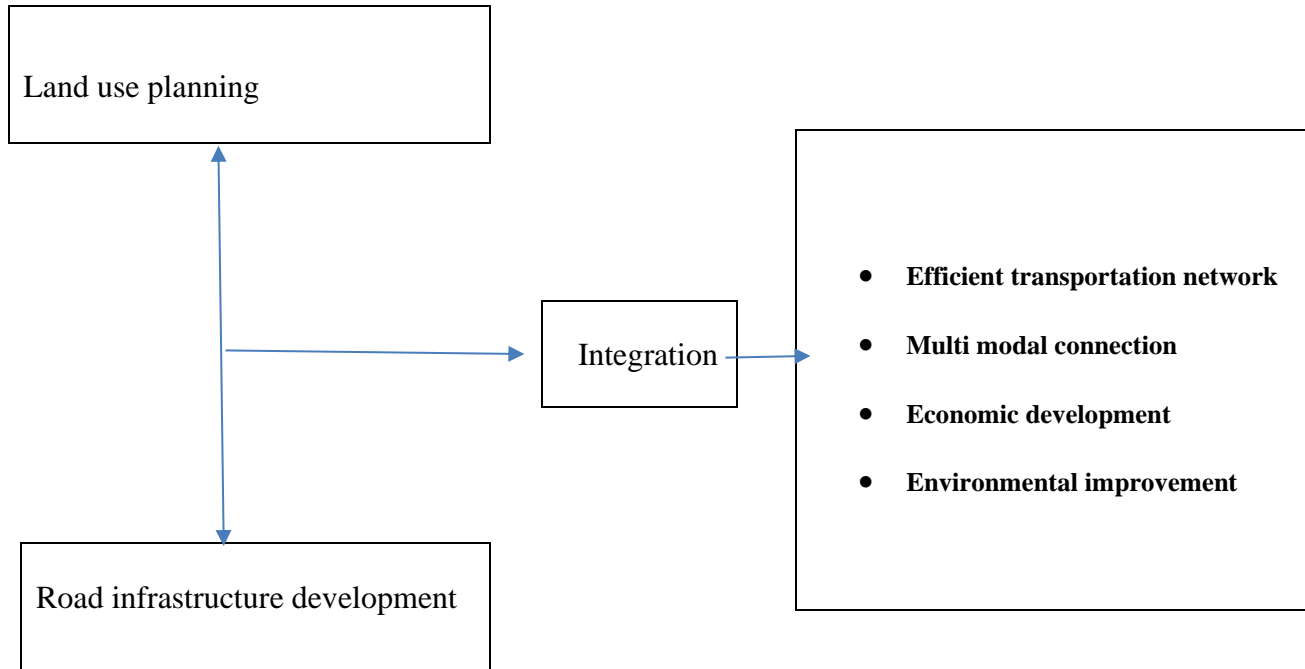 Land use planning
Integration
• Efficient transportation network
• Multi modal connection
• Economic development
• Environmental improvement
Road infrastructure development